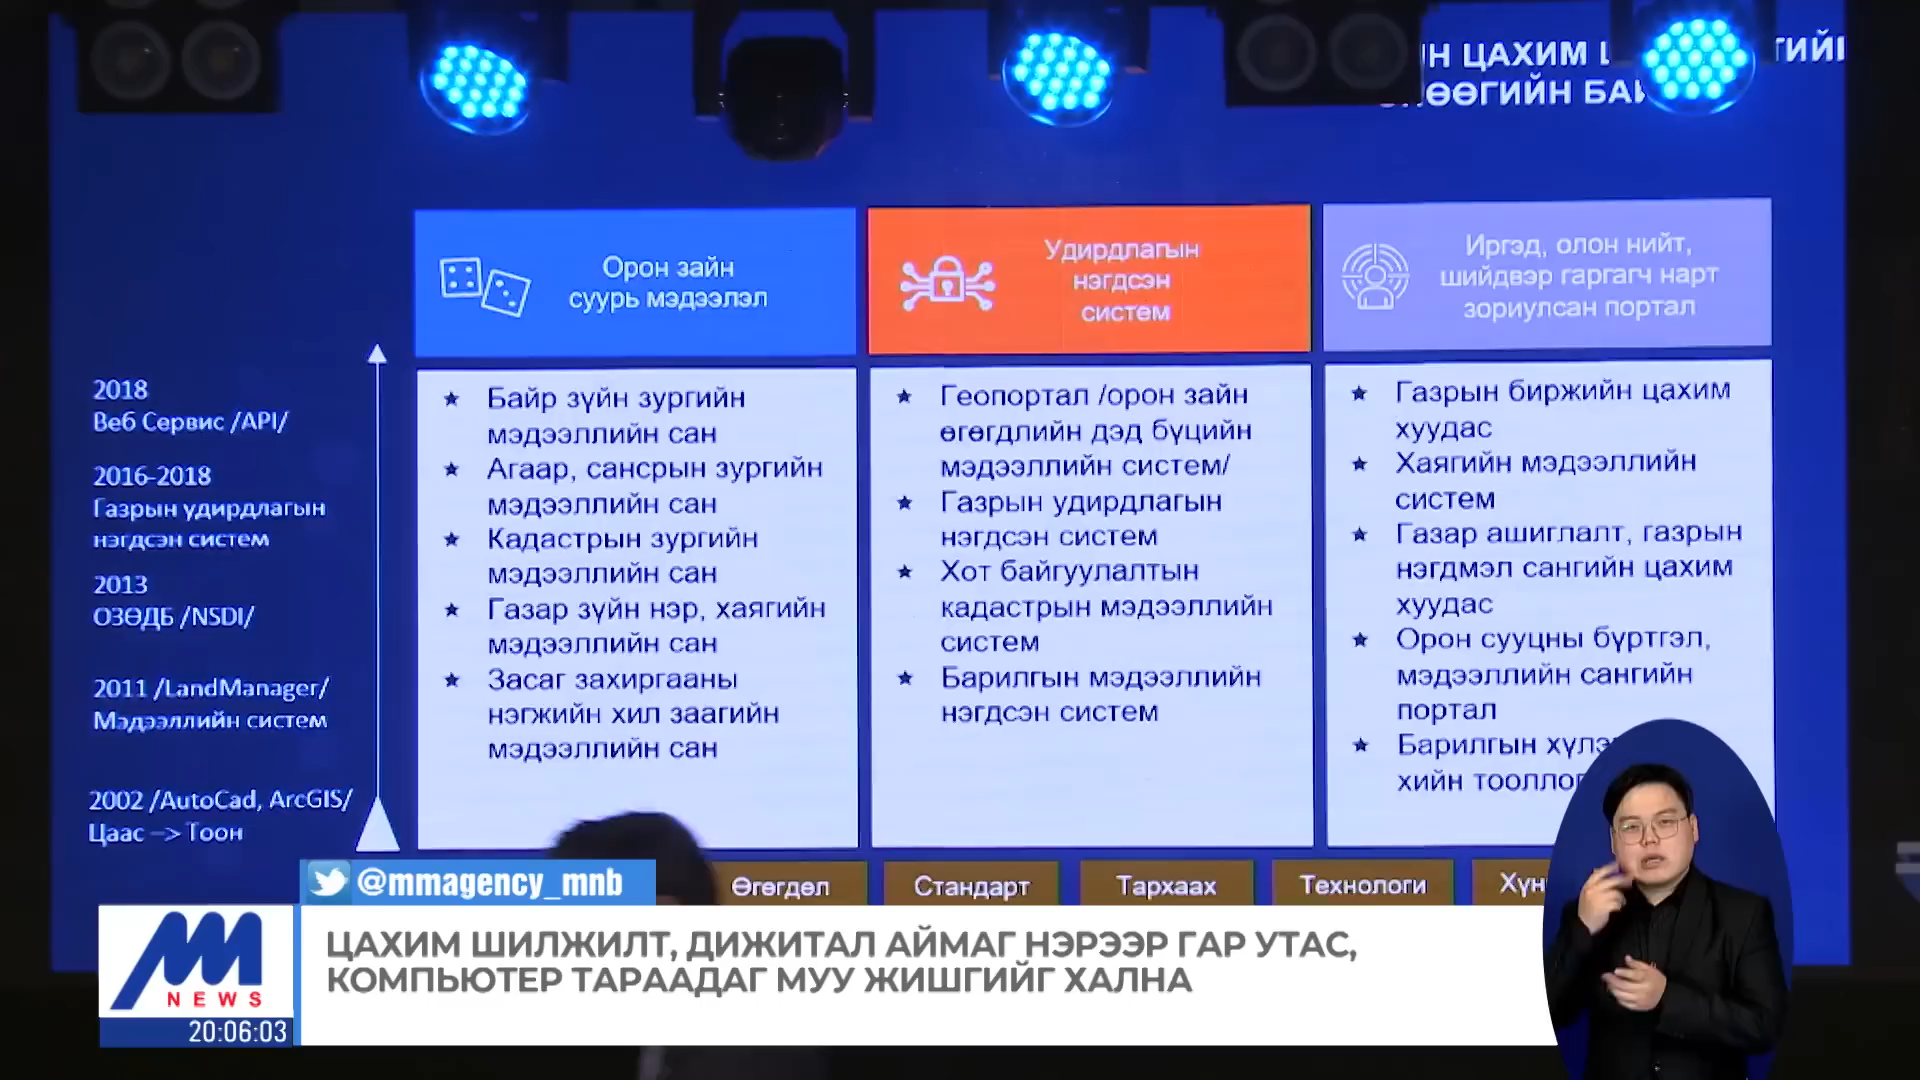 Н ЦАХИМ
ӨӨГИЙН
Орон зайн
суурь мэдээлэл
Удирдлагын
нэгдсэн
систем
Иргэд, олон нийт,
шийдвэр гаргагч нарт
зориулсан портал
2018
Веб Сервис /API/
2016-2018
Газрын удирдлагын
нэгдсэн систем
2013
ОЗӨДБ /NSDI/
2011 /LandManager/
Мэдээллийн систем
2002 /AutoCad, ArcGIS/
Цаас —> Тоон
★ Байр зүйн зургийн
мэдээллийн сан
★ Агаар, сансрын зургийн
мэдээллийн сан
★ Кадастрын зургийн
мэдээллийн сан
★ Газар зүйн нэр, хаягийн
мэдээллийн сан
★ Засаг захиргааны
нэгжийн хил заагийн
мэдээллийн сан
★ Геопортал /орон зайн
өгөгдлийн дэд бүцийн
мэдээллийн систем/
★ Газрын удирдлагын
нэгдсэн систем
★ Хот байгуулалтын
кадастрын мэдээллийн
систем
★ Барилгын мэдээллийн
нэгдсэн систем
★ Газрын биржийн цахим
хуудас
★ Хаягийн мэдээллийн
систем
★ Газар ашиглалт, газрын
нэгдмэл сангийн цахим
хуудас
★ Орон сууцны бүртгэл,
мэдээллийн сангийн
портал
★ Барилгын
хийн
Өгөгдөл
Стандарт
Тархаах
Технологи
@mmagency_mnb
ЦАХИМ ШИЛЖИЛТ, ДИЖИТАЛ АЙМАГ НЭРЭЭР ГАР УТАС,
КОМПЬЮТЕР ТАРААДАГ МУУ ЖИШГИЙГ ХАЛНА
M
NEWS
20:06:03